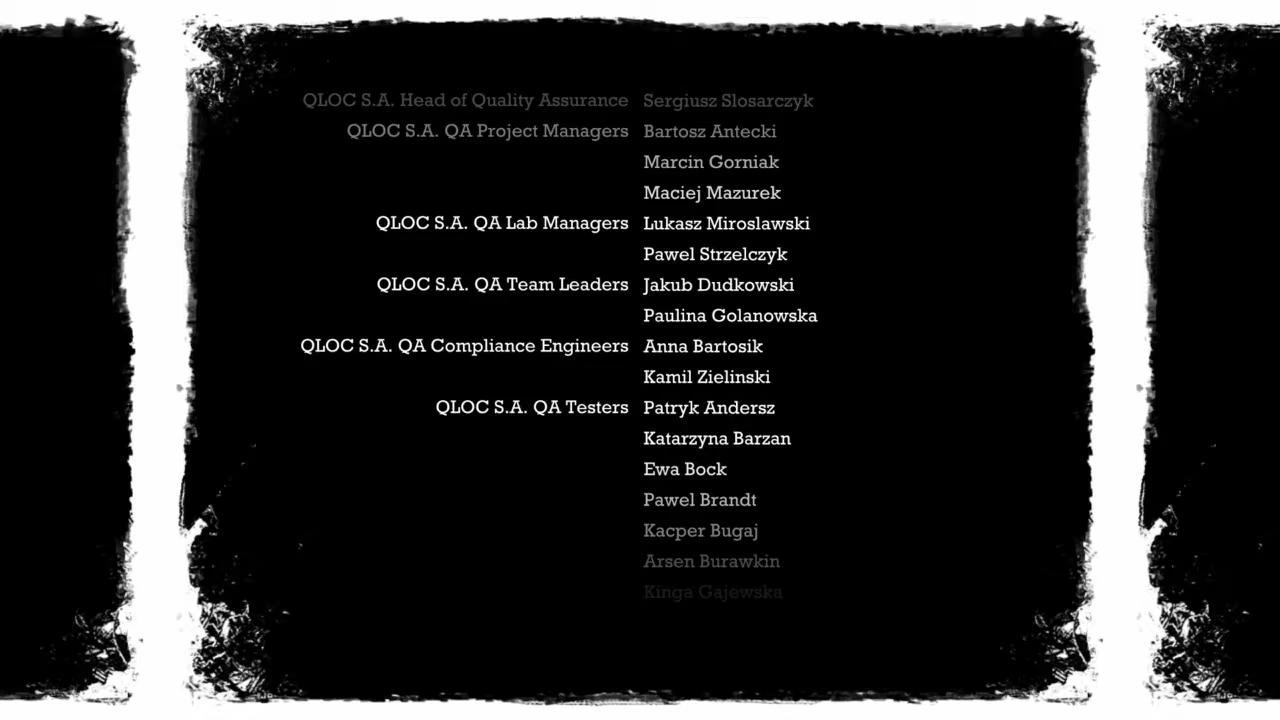 QLOC S.A. Head of Quality Assurance Sergiusz Slosarczyk
QLOC S.A. QA Project Managers Bartosz Antecki
Marcin Gorniak
Maciej Mazurek
QLOC S.A. QA Lab Managers Lukasz Miroslawski
Pawel Strzelczyk
QLOC S.A. QA Team Leaders Jakub Dudkowski
Paulina Golanowska
QLOC S.A. QA Compliance Engineers Anna Bartosik
Kamil Zielinski
QLOC S.A. QA Testers Patryk Andersz
Katarzyna Barzan
Ewa Bock
Pawel Brandt
Kacper Bugaj
Arsen Burawkin
Kinga Gajewska